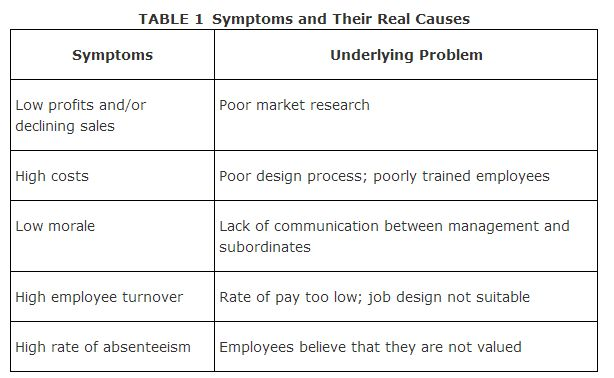 TABLE 1 Symptoms and Their Real Causes
Symptoms
Underlying Problem
Low profits and/or
declining sales
Poor market research
High costs
Poor design process; poorly trained employees
Low morale
Lack of communication between management and
subordinates
High employee turnover
Rate of pay too low; job design not suitable
High rate of absenteeism
Employees believe that they are not valued